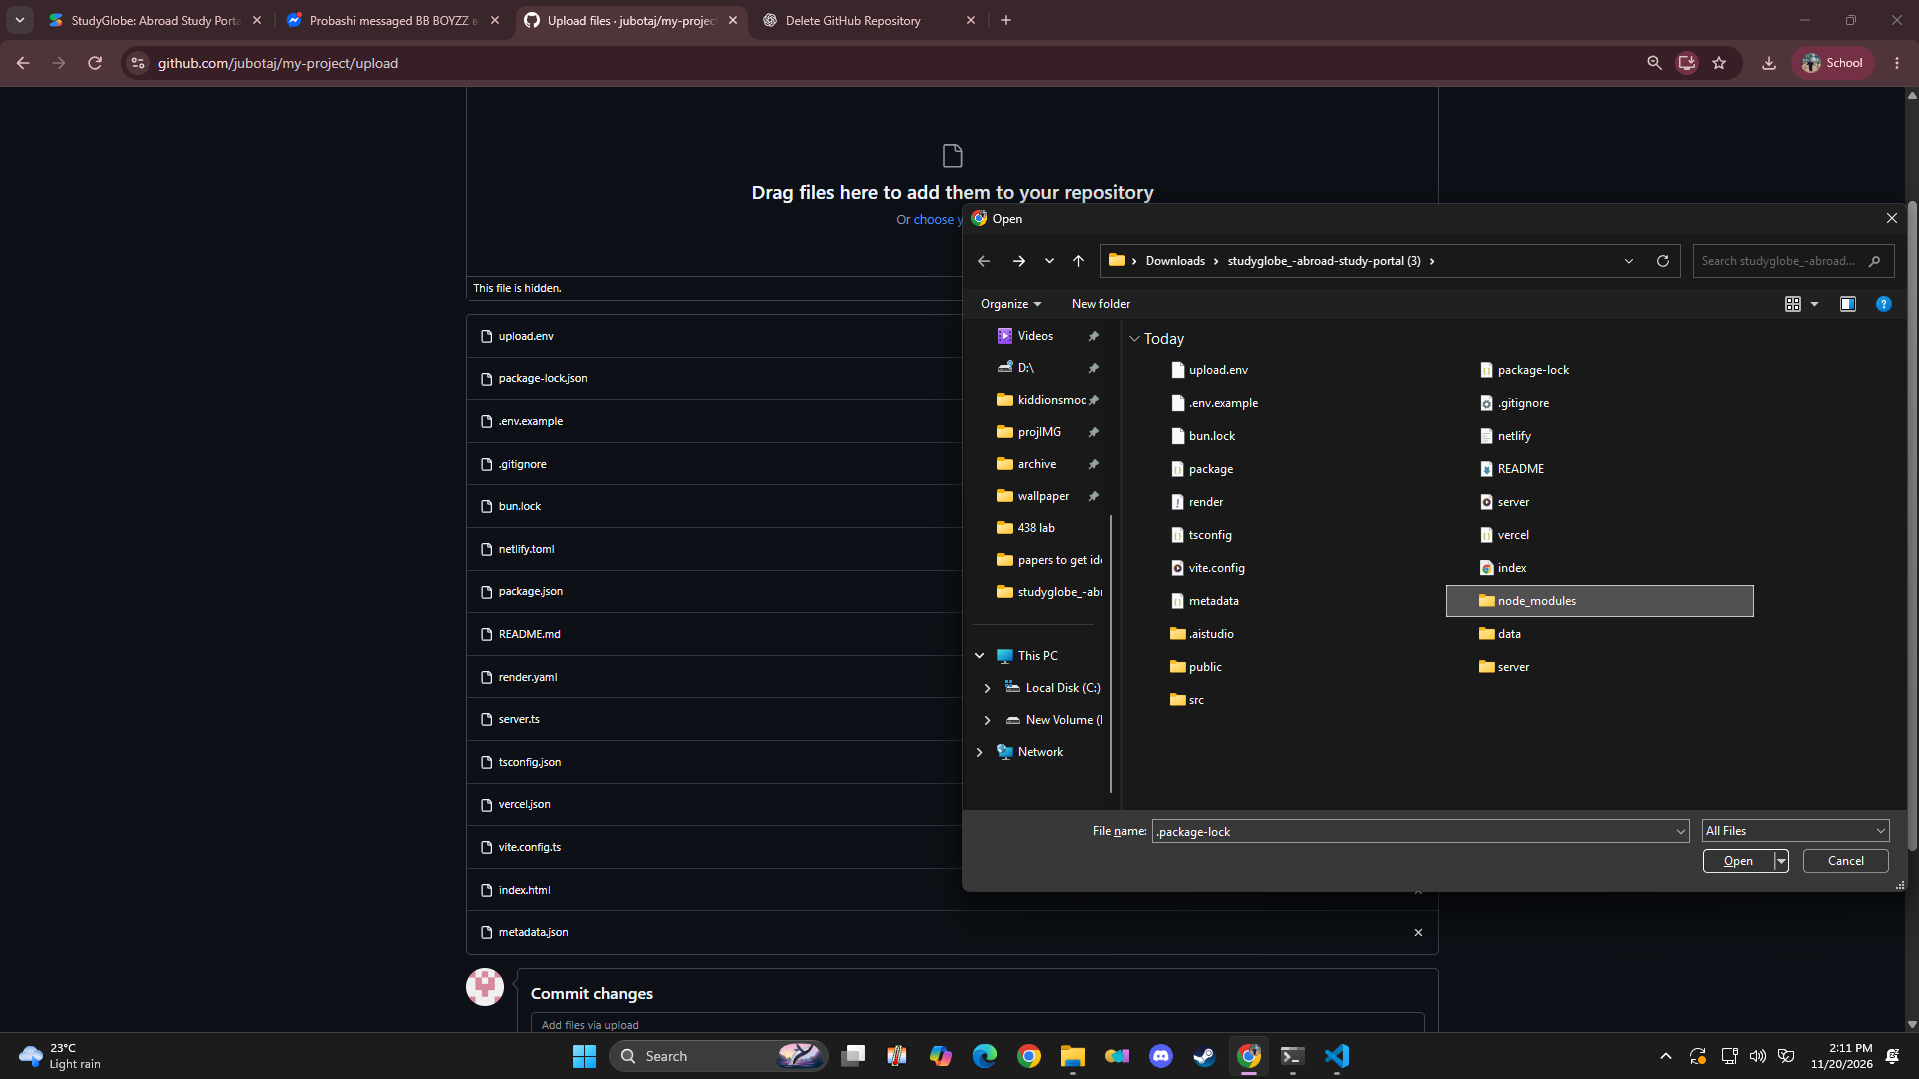 StudyGlobe: Abroad Study Porta
Probashi messaged BB BOYZZ
Upload files · jubotaj/my-projec
Delete GitHub Repository
github.com/jubotaj/my-project/upload
School
Drag files here to add them to your repository
Or choose y
This file is hidden.
upload.env
package-lock.json
.env.example
.gitignore
bun.lock
netlify.toml
package.json
README.md
render.yaml
server.ts
tsconfig.json
vercel.json
vite.config.ts
index.html
metadata.json
Commit changes
Add files via upload
Open
Downloads
studyglobe_-abroad-study-portal (3)
Search studyglobe_-abroad...
Organize
New folder
Videos
D:\
kiddionsmoc
projIMG
archive
wallpaper
438 lab
papers to get ide
studyglobe_-abr
This PC
Local Disk (C:)
New Volume (
Network
Today
upload.env
package-lock
.env.example
.gitignore
bun.lock
netlify
package
README
render
server
tsconfig
vercel
vite.config
index
metadata
node_modules
.aistudio
data
public
server
src
File name:
.package-lock
All Files
Open
Cancel
23°C
Light rain
Search
2:11 PM
11/20/2026